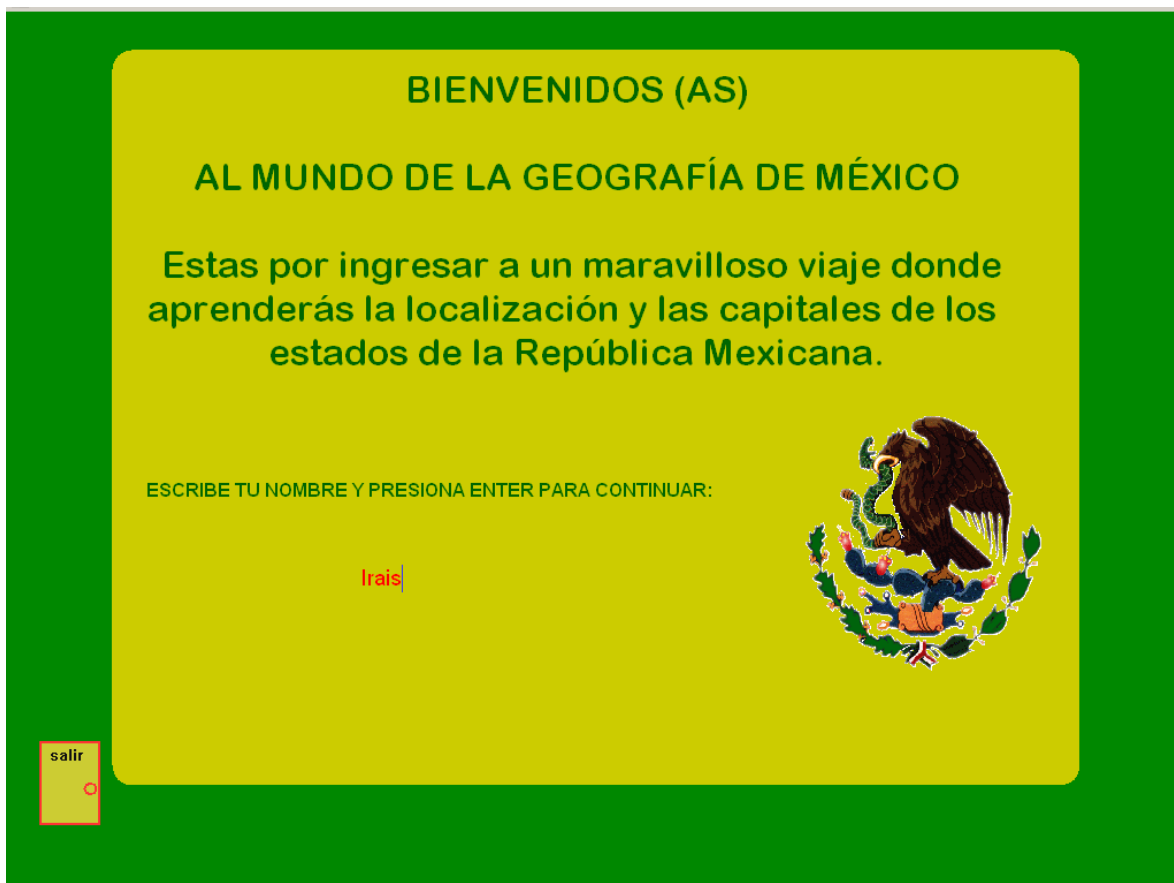 BIENVENIDOS (AS)
AL MUNDO DE LA GEOGRAFÍA DE MÉXICO
Estas por ingresar a un maravilloso viaje donde
aprenderás la localización y las capitales de los
estados de la República Mexicana.
ESCRIBE TU NOMBRE Y PRESIONA ENTER PARA CONTINUAR:
Irais
salir